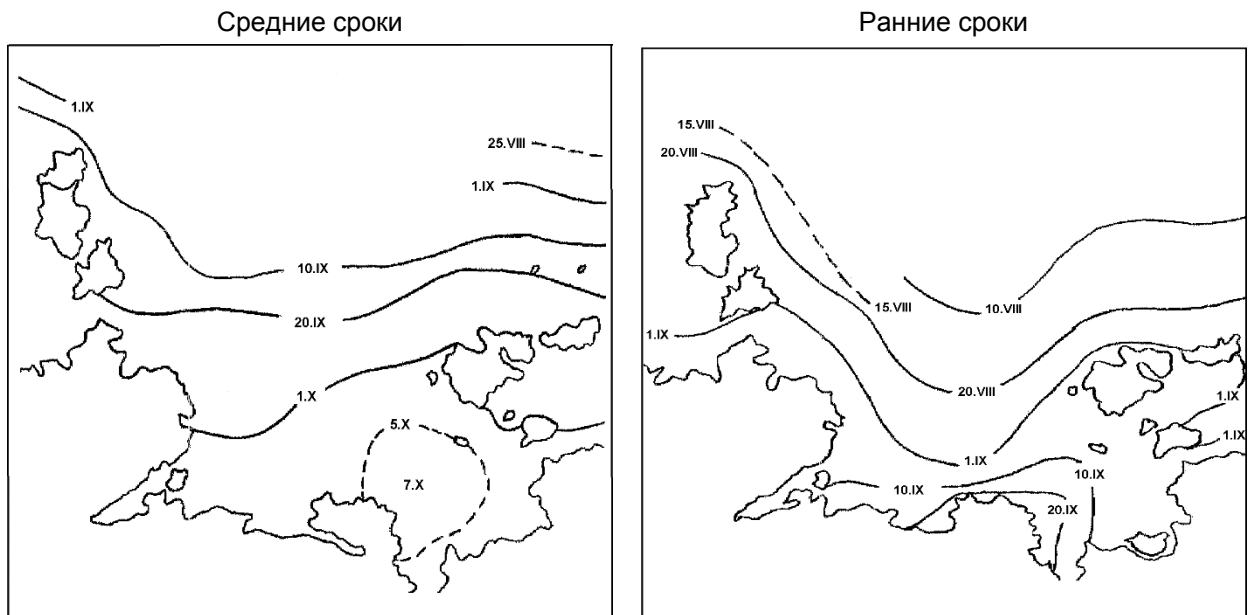 Средние сроки
1.IX
25.VIII
1.IX
10.IX
20.IX
1.X
5.X
7.X
Ранние сроки
15.VIII
20.VIII
15.VIII
10.VIII
1.IX
20.VIII
1.IX
1.IX
1.IX
10.IX
10.IX
20.IX